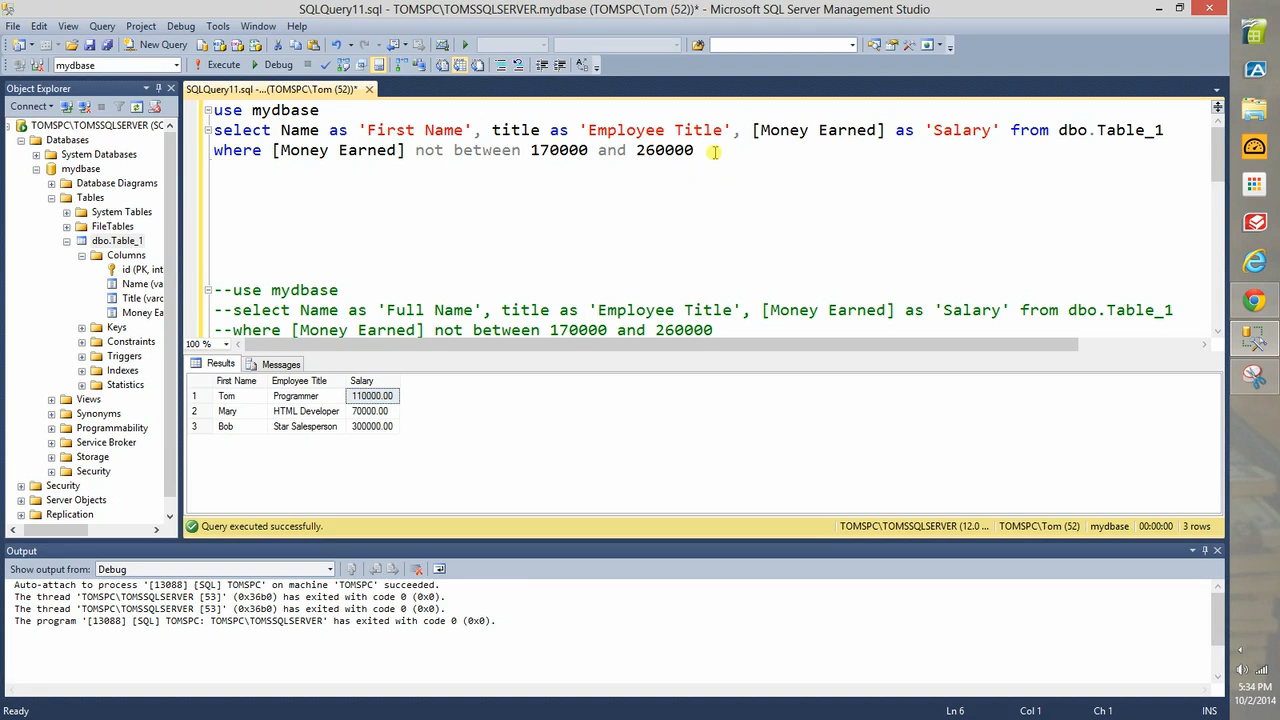 SQLQuery11.sql - TOMSPC\TOMSSQLSERVER.mydbase (TOMSPC\Tom (52))* - Microsoft SQL Server Management Studio
File Edit View Query Project Debug Tools Window Help
New Query
mydbase Execute Debug
Object Explorer
Connect
TOMSPC\TOMSSQLSERVER (SC
Databases
System Databases
mydbase
Database Diagrams
Tables
System Tables
FileTables
dbo.Table_1
Columns
id (PK, int
Name (va
Title (varc
Money Ea
Keys
Constraints
Triggers
Indexes
Statistics
Views
Synonyms
Programmability
Service Broker
Storage
Security
Security
Server Objects
Replication
SQLQuery11.sql -...(TOMSPC\Tom (52))*
use mydbase
select Name as 'First Name', title as 'Employee Title', [Money Earned] as 'Salary' from dbo.Table_1
where [Money Earned] not between 170000 and 260000
--use mydbase
--select Name as 'Full Name', title as 'Employee Title', [Money Earned] as 'Salary' from dbo.Table_1
--where [Money Earned] not between 170000 and 260000
100 %
Results Messages
First Name Employee Title Salary
1 Tom Programmer 110000.00
2 Mary HTML Developer 70000.00
3 Bob Star Salesperson 300000.00
Query executed successfully. TOMSPC\TOMSSQLSERVER (12.0 ... TOMSPC\Tom (52) mydbase 00:00:00 3 rows
Output
Show output from: Debug
Auto-attach to process '[13088] [SQL] TOMSPC' on machine 'TOMSPC' succeeded.
The thread 'TOMSPC\TOMSSQLSERVER [53]' (0x36b0) has exited with code 0 (0x0).
The thread 'TOMSPC\TOMSSQLSERVER [53]' (0x36b0) has exited with code 0 (0x0).
The program '[13088] [SQL] TOMSPC: TOMSPC\TOMSSQLSERVER' has exited with code 0 (0x0).
Ready Ln 6 Col 1 Ch 1 INS
5:34 PM
10/2/2014